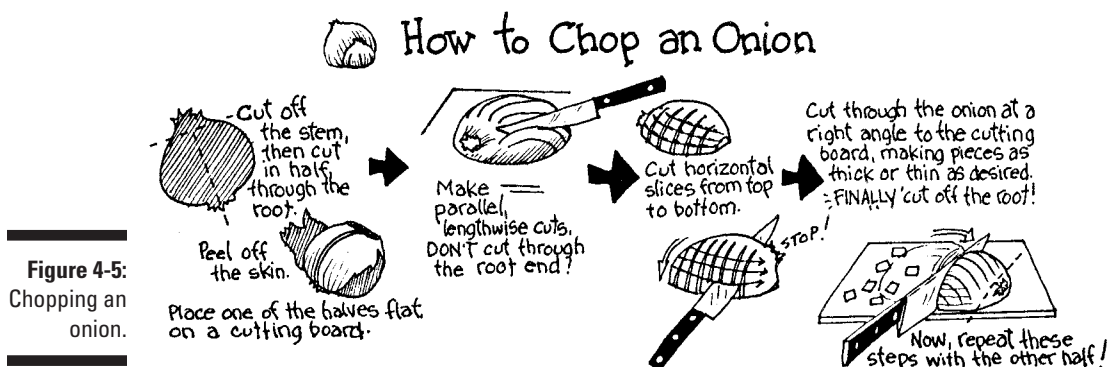 How to Chop an Onion
Cut off
the stem,
then cut
in half,
through the
root.
Peel off
the skin.
Place one of the halves flat
on a cutting board.
Make
parallel,
lengthwise cuts.
DON'T cut through
the root end!
Cut horizontal
slices from top
to bottom.
STOP!
Cut through the onion at a
right angle to the cutting
board, making pieces as
thick or thin as desired.
FINALLY cut off the root!
Now, repeat these
steps with the other half!
Figure 4-5:
Chopping an
onion.